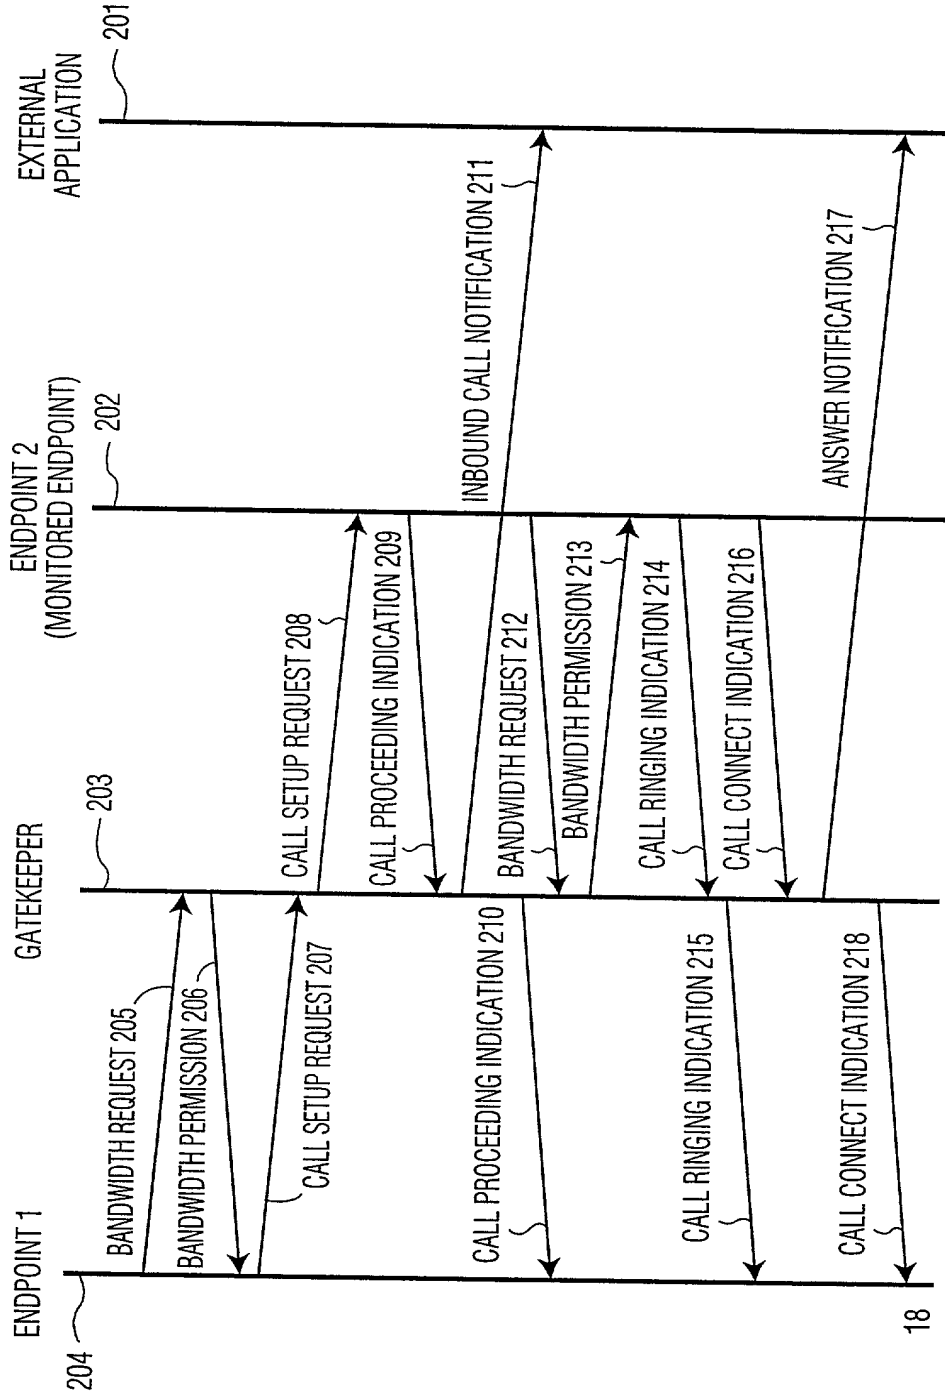 ENDPOINT 1
204
GATEKEEPER
203
ENDPOINT 2
(MONITORED ENDPOINT)
202
EXTERNAL
APPLICATION
201
BANDWIDTH REQUEST 205
BANDWIDTH PERMISSION 206
CALL SETUP REQUEST 207
CALL SETUP REQUEST 208
CALL PROCEEDING INDICATION 209
INBOUND CALL NOTIFICATION 211
CALL PROCEEDING INDICATION 210
BANDWIDTH REQUEST 212
BANDWIDTH PERMISSION 213
CALL RINGING INDICATION 214
CALL RINGING INDICATION 215
CALL CONNECT INDICATION 216
ANSWER NOTIFICATION 217
CALL CONNECT INDICATION 218
18